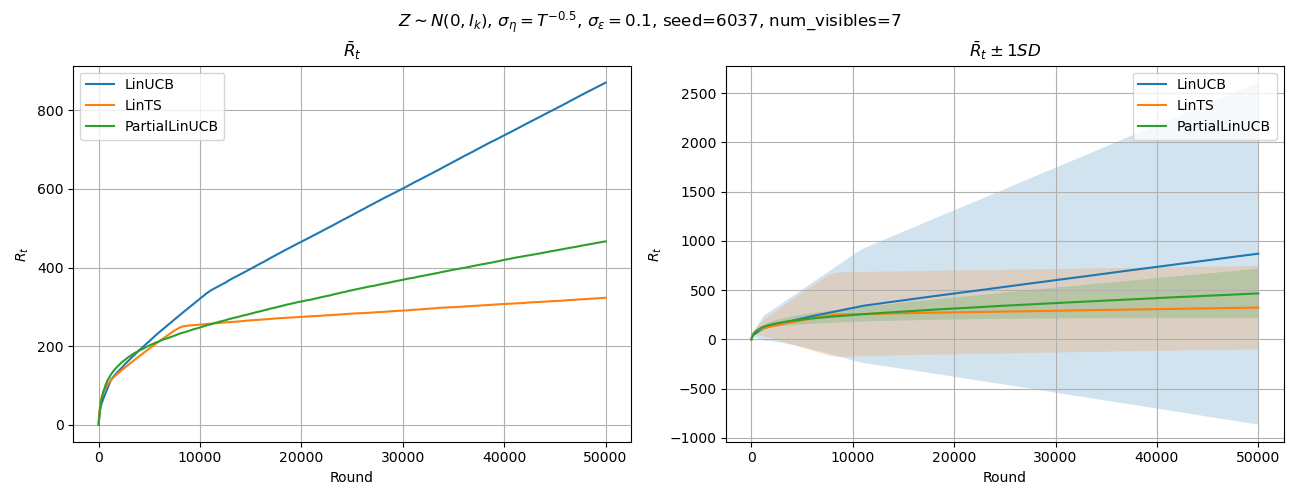 Z ~ N(0, I_k), σ_η = T^{-0.5}, σ_ε = 0.1, seed=6037, num_visibles=7
R̄_t
LinUCB
LinTS
PartialLinUCB
800
600
400
200
0
R_t
0 10000 20000 30000 40000 50000
Round
R̄_t ± 1SD
LinUCB
LinTS
PartialLinUCB
2500
2000
1500
1000
500
0
−500
−1000
R_t
0 10000 20000 30000 40000 50000
Round